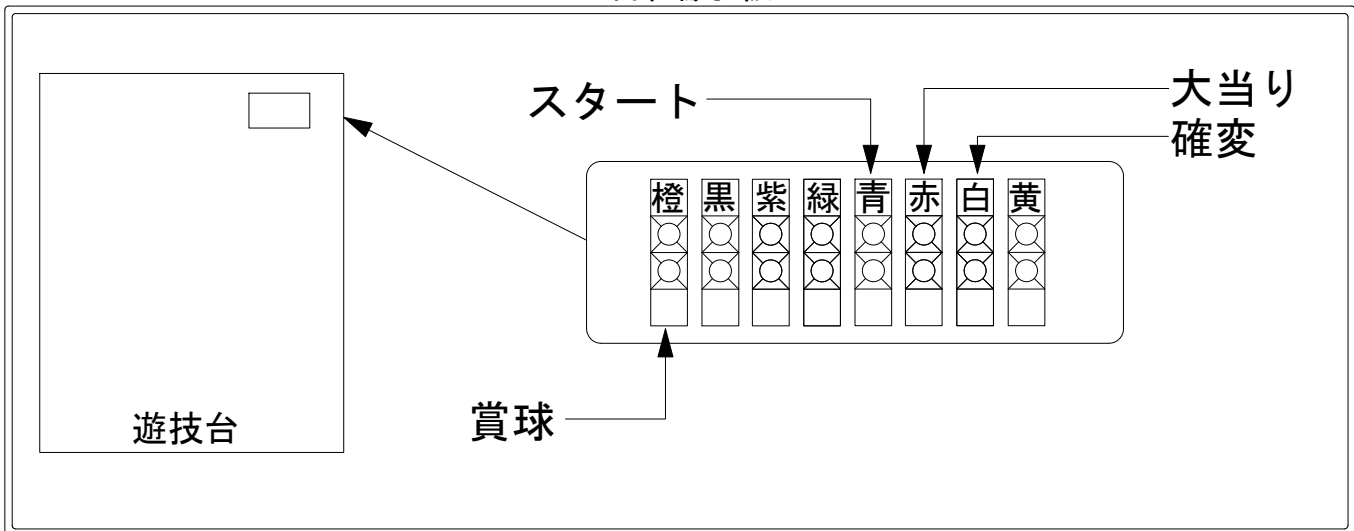 スタート
大当り
確変
橙 黒 紫 緑 青 赤 白 黄
賞球
遊技台